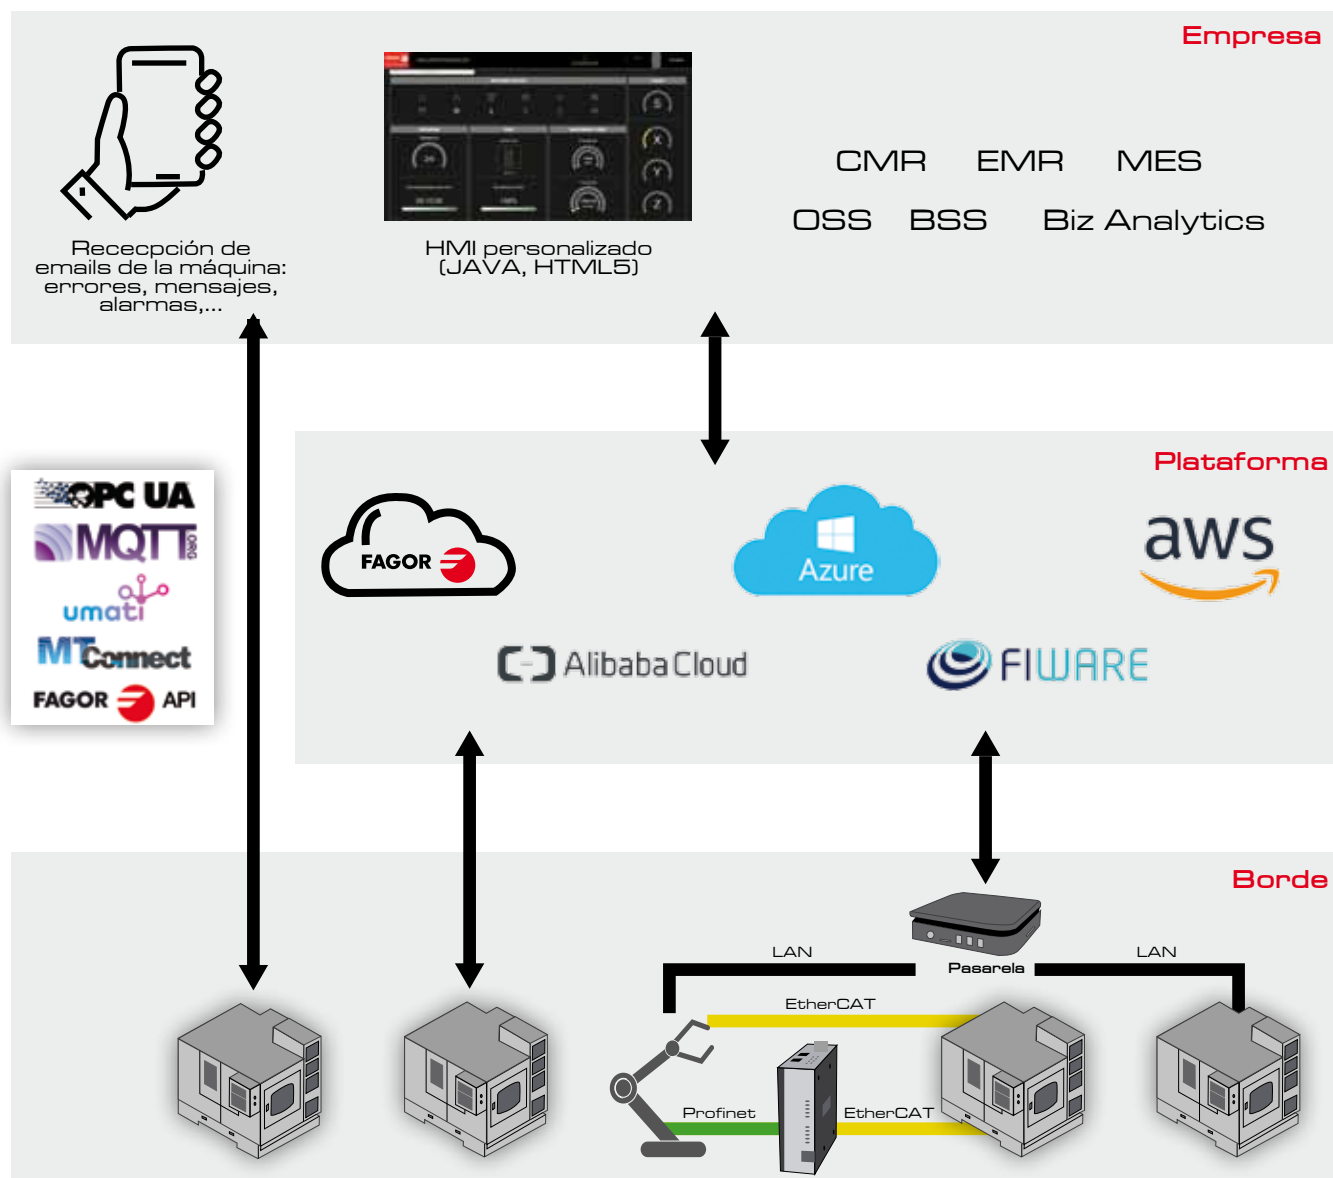 Empresa
CMR EMR MES
OSS BSS Biz Analytics
S
X
Y
Z
Rececpción de
emails de la máquina:
errores, mensajes,
alarmas,...
HMI personalizado
(JAVA, HTML5)
Plataforma
OPC UA
MQTT.ORG
umati
MTConnect
FAGOR API
FAGOR
Azure
aws
Alibaba Cloud
FIWARE
Borde
LAN
Pasarela
LAN
EtherCAT
Profinet
EtherCAT